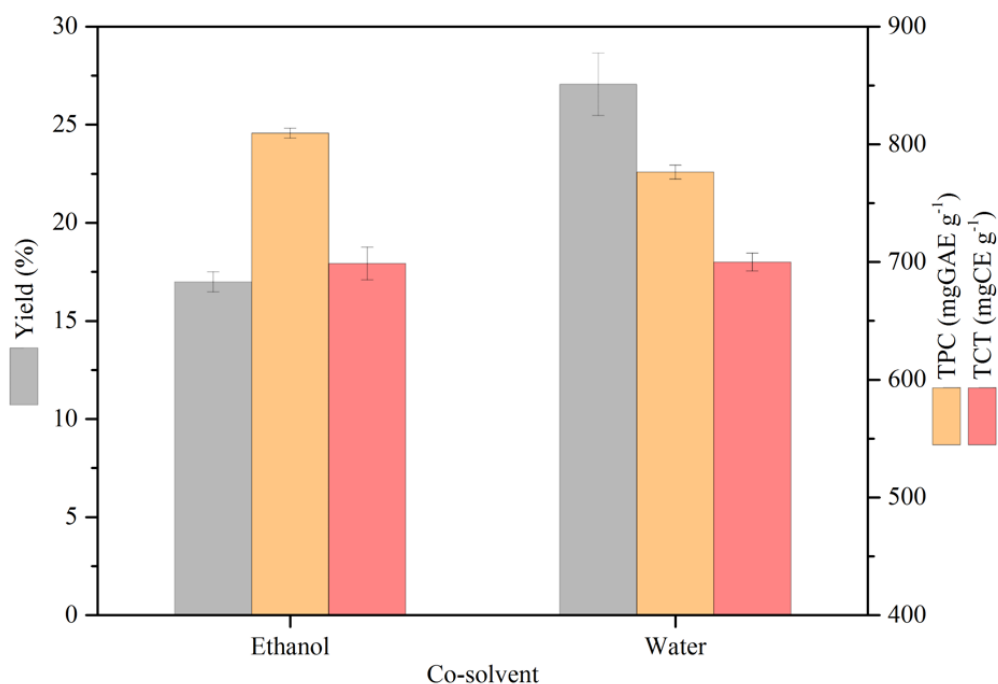 30
25
20
15
10
5
0
Yield (%)
900
800
700
600
500
400
TPC (mgGAE g⁻¹)
TCT (mgCE g⁻¹)
Ethanol
Water
Co-solvent